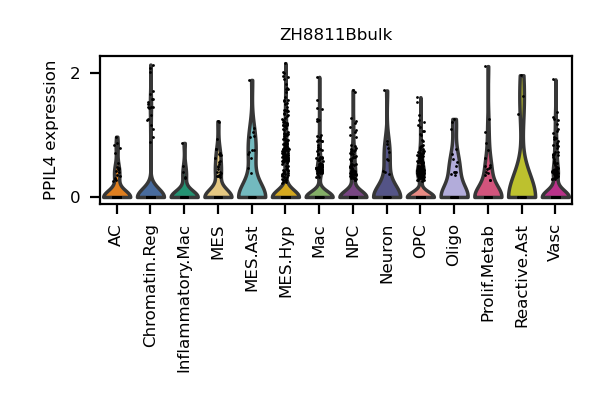 ZH8811Bbulk
PPIL4 expression
2
0
AC
Chromatin.Reg
Inflammatory.Mac
MES
MES.Ast
MES.Hyp
Mac
NPC
Neuron
OPC
Oligo
Prolif.Metab
Reactive.Ast
Vasc